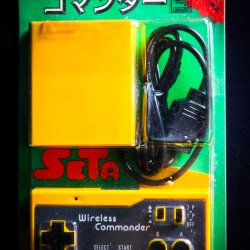 コマンダー
SETA
Wireless
Commander
SELECT START